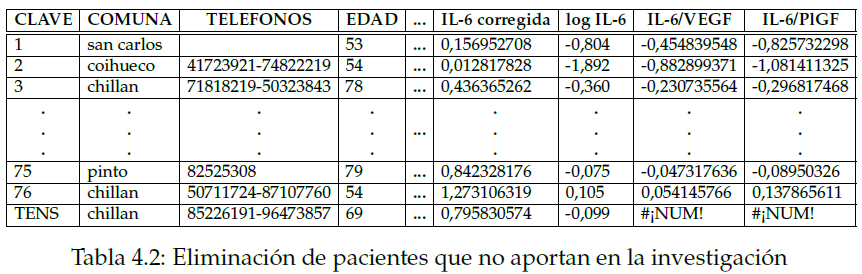 CLAVE COMUNA TELEFONOS EDAD ... IL-6 corregida log IL-6 IL-6/VEGF IL-6/PlGF
1 san carlos 53 ... 0,156952708 -0,804 -0,454839548 -0,825732298
2 coihueco 41723921-74822219 54 ... 0,012817828 -1,892 -0,882899371 -1,081411325
3 chillan 71818219-50323843 78 ... 0,436365262 -0,360 -0,230735564 -0,296817468
. . . . . . . .
. . . . ... . . . .
. . . . . . . .
75 pinto 82525308 79 ... 0,842328176 -0,075 -0,047317636 -0,08950326
76 chillan 50711724-87107760 54 ... 1,273106319 0,105 0,054145766 0,137865611
TENS chillan 85226191-96473857 69 ... 0,795830574 -0,099 #¡NUM! #¡NUM!
Tabla 4.2: Eliminación de pacientes que no aportan en la investigación